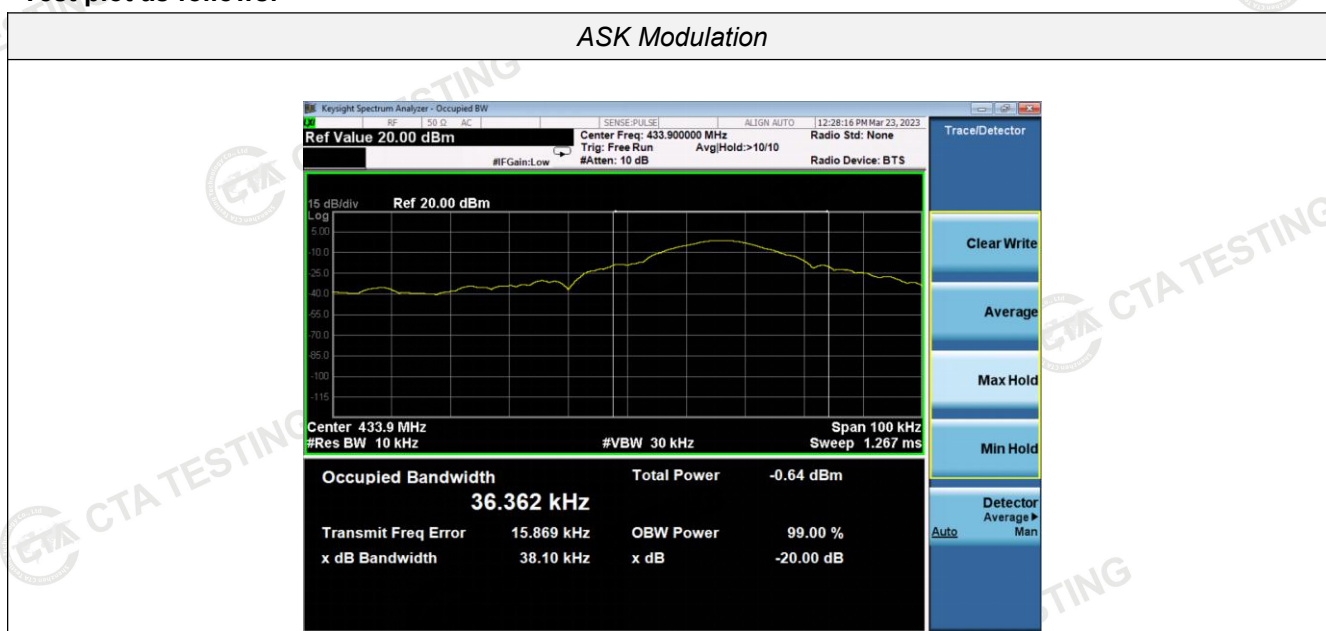 Test plot as follows:
ASK Modulation
Keysight Spectrum Analyzer - Occupied BW
LXI RF 50 Ω AC SENSE:PULSE ALIGN AUTO 12:28:16 PM Mar 23, 2023
Ref Value 20.00 dBm Center Freq: 433.900000 MHz Radio Std: None
Trig: Free Run Avg|Hold:>10/10
#IFGain:Low #Atten: 10 dB Radio Device: BTS
Trace/Detector
15 dB/div Ref 20.00 dBm
Log
5.00
-10.0
-25.0
-40.0
-55.0
-70.0
-85.0
-100
-115
Center 433.9 MHz Span 100 kHz
#Res BW 10 kHz #VBW 30 kHz Sweep 1.267 ms
Occupied Bandwidth Total Power -0.64 dBm
36.362 kHz
Transmit Freq Error 15.869 kHz OBW Power 99.00 %
x dB Bandwidth 38.10 kHz x dB -20.00 dB
Clear Write
Average
Max Hold
Min Hold
Detector
Average
Auto Man
CTA TESTING
CTA TESTING
CTA
TESTING
STING